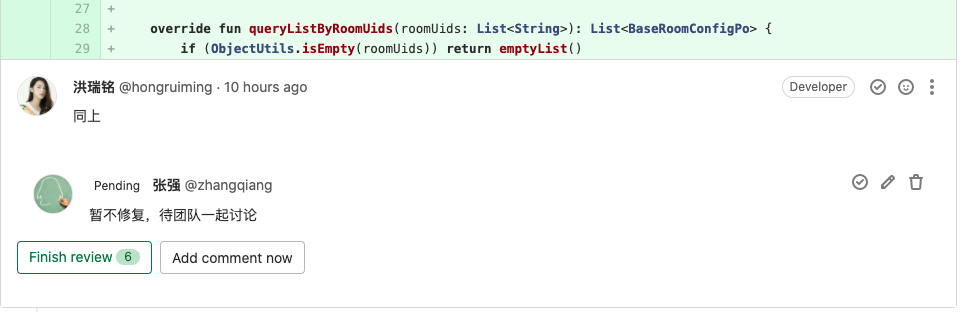 27 +
28 + override fun queryListByRoomUids(roomUids: List<String>): List<BaseRoomConfigPo> {
29 + if (ObjectUtils.isEmpty(roomUids)) return emptyList()
洪瑞铭 @hongruiming · 10 hours ago Developer
同上
Pending 张强 @zhangqiang
暂不修复，待团队一起讨论
Finish review 6 Add comment now